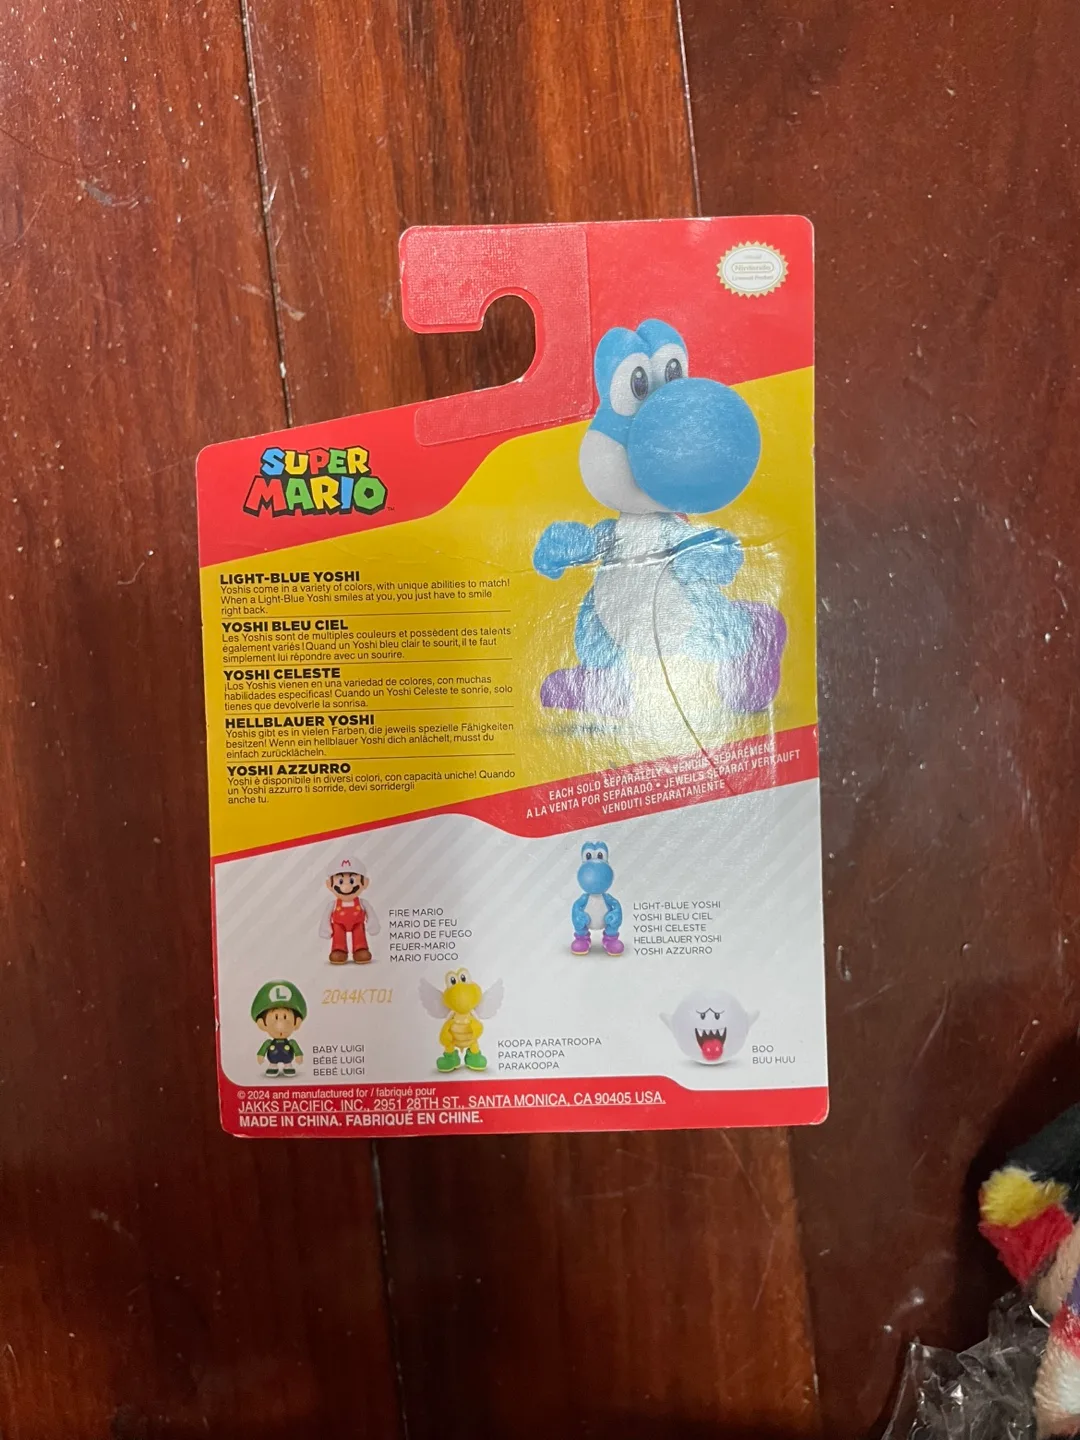 Nintendo
SUPER
MARIO
LIGHT-BLUE YOSHI
Yoshis come in a variety of colors, with unique abilities to match!
When a Light-Blue Yoshi smiles at you, you just have to smile
right back.
YOSHI BLEU CIEL
Les Yoshis sont de multiples couleurs et possèdent des talents
également variés ! Quand un Yoshi bleu clair te sourit, il te faut
simplement lui répondre avec un sourire.
YOSHI CELESTE
¡Los Yoshis vienen en una variedad de colores, con muchas
habilidades específicas! Cuando un Yoshi Celeste te sonríe, solo
tienes que devolverle la sonrisa.
HELLBLAUER YOSHI
Yoshis gibt es in vielen Farben, die jeweils spezielle Fähigkeiten
besitzen! Wenn ein hellblauer Yoshi dich anlächelt, musst du
einfach zurücklächeln.
YOSHI AZZURRO
Yoshi è disponibile in diversi colori, con capacità uniche! Quando
un Yoshi azzurro ti sorride, devi sorridergli
anche tu.
EACH SOLD SEPARATELY • VENDUS SÉPARÉMENT
A LA VENTA POR SEPARADO • JEWEILS SEPARAT VERKAUFT
VENDUTI SEPARATAMENTE
FIRE MARIO
MARIO DE FEU
MARIO DE FUEGO
FEUER-MARIO
MARIO FUOCO
LIGHT-BLUE YOSHI
YOSHI BLEU CIEL
YOSHI CELESTE
HELLBLAUER YOSHI
YOSHI AZZURRO
2044KT01
BABY LUIGI
BÉBÉ LUIGI
BEBÉ LUIGI
KOOPA PARATROOPA
PARATROOPA
PARAKOOPA
BOO
BUU HUU
© 2024 and manufactured for / fabriqué pour
JAKKS PACIFIC, INC., 2951 28TH ST., SANTA MONICA, CA 90405 USA.
MADE IN CHINA. FABRIQUÉ EN CHINE.